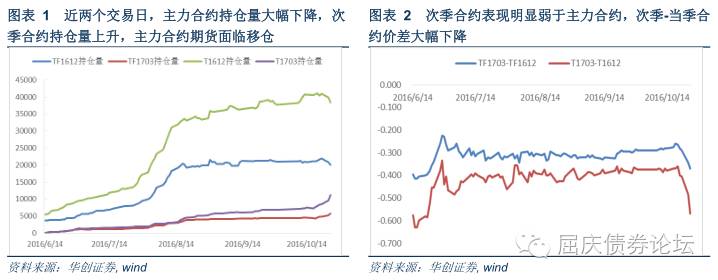 图表 1 近两个交易日，主力合约持仓量大幅下降，次
季合约持仓量上升，主力合约期货面临移仓
TF1612持仓量 TF1703持仓量 T1612持仓量 T1703持仓量
45000
40000
35000
30000
25000
20000
15000
10000
5000
0
2016/6/14 2016/7/14 2016/8/14 2016/9/14 2016/10/14
资料来源：华创证券, wind
图表 2 次季合约表现明显弱于主力合约，次季-当季合
约价差大幅下降
TF1703-TF1612 T1703-T1612
0.000
2016/6/14 2016/7/14 2016/8/14 2016/9/14 2016/10/14
-0.100
-0.200
-0.300
-0.400
-0.500
-0.600
-0.700
资料来源：华创证券, wind
屈庆债券论坛